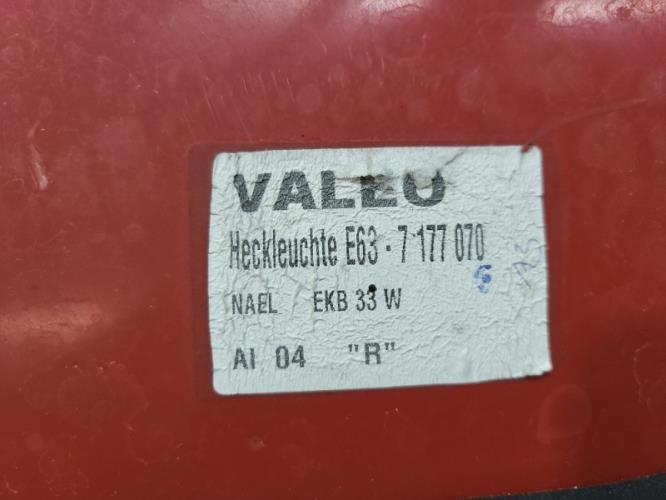 VALEO
Heckleuchte E63 - 7 177 070
NAEL EKB 33 W
AI 04 "R"